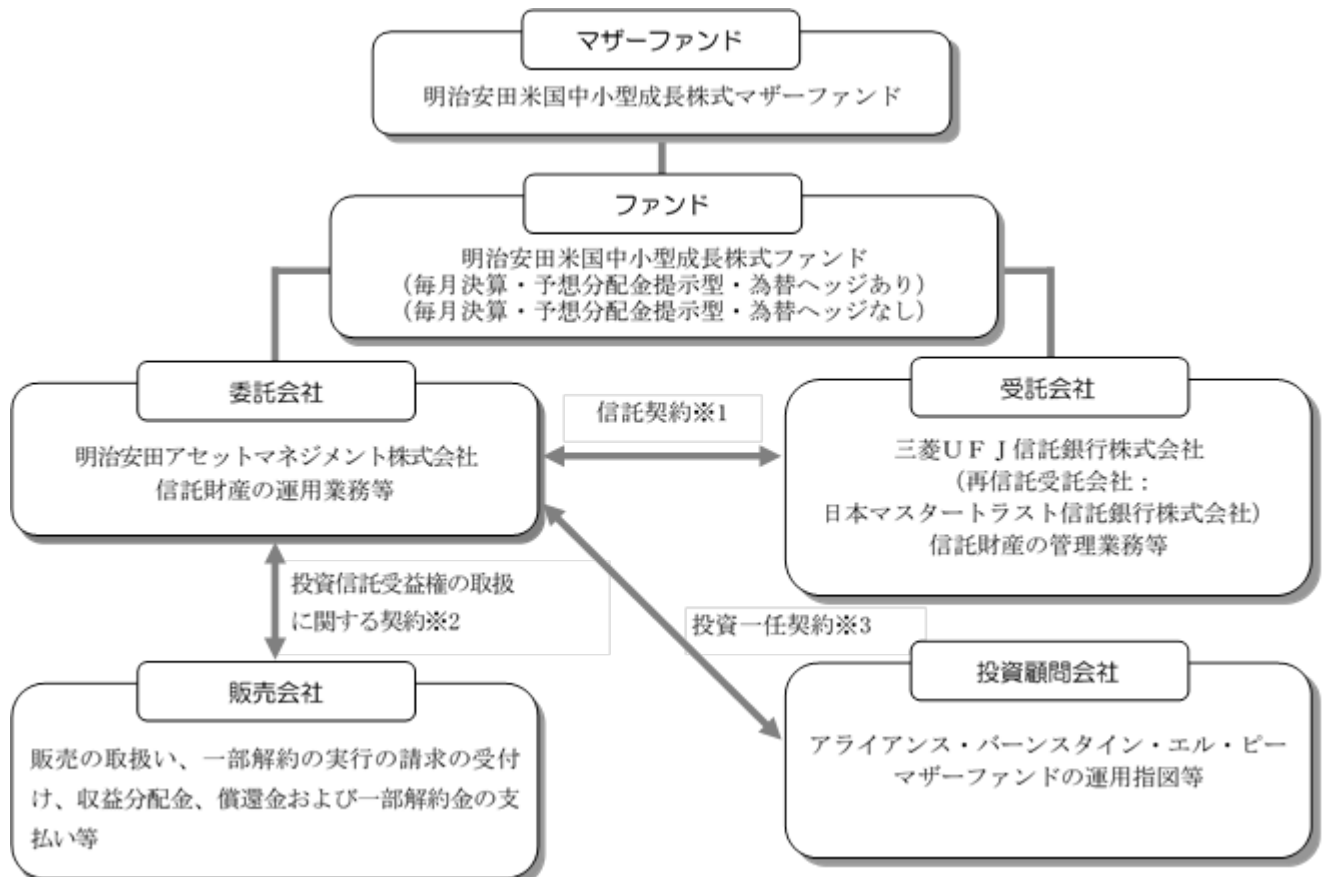 マザーファンド
明治安田米国中小型成長株式マザーファンド
ファンド
明治安田米国中小型成長株式ファンド
(毎月決算・予想分配金提示型・為替ヘッジあり)
(毎月決算・予想分配金提示型・為替ヘッジなし)
委託会社
明治安田アセットマネジメント株式会社
信託財産の運用業務等
信託契約※1
受託会社
三菱UFJ信託銀行株式会社
(再信託受託会社:
日本マスタートラスト信託銀行株式会社)
信託財産の管理業務等
投資信託受益権の取扱
に関する契約※2
投資一任契約※3
販売会社
販売の取扱い、一部解約の実行の請求の受付
け、収益分配金、償還金および一部解約金の支
払い等
投資顧問会社
アライアンス・バーンスタイン・エル・ピー
マザーファンドの運用指図等